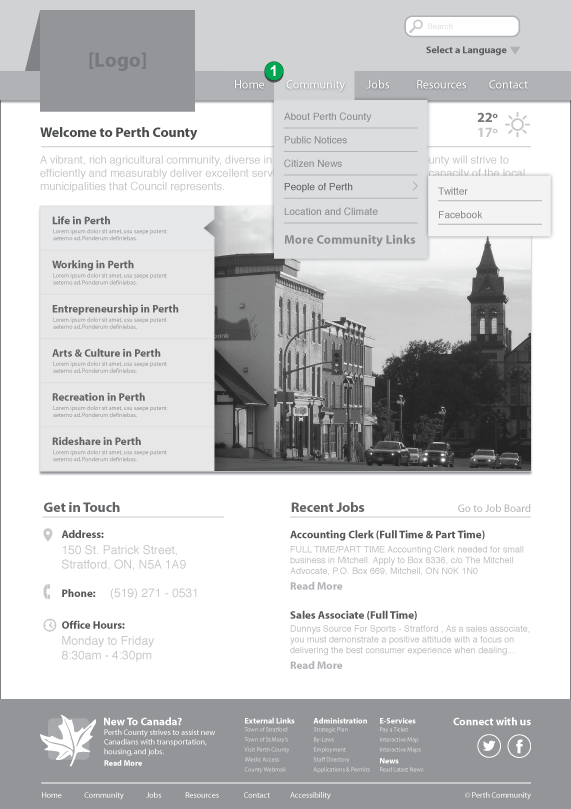 [Logo]
Search
Select a Language
1
Home Community Jobs Resources Contact
About Perth County
Public Notices
Citizen News
People of Perth
Location and Climate
More Community Links
Twitter
Facebook
22º
17º
Welcome to Perth County
A vibrant, rich agricultural community, diverse in unty will strive to
efficiently and measurably deliver excellent serv capacity of the local
municipalities that Council represents.
Life in Perth
Lorem ipsum dolor sit amet, usu saepe putent
aeterno ad.Ponderum definiebas.
Working in Perth
Lorem ipsum dolor sit amet, usu saepe putent
aeterno ad.Ponderum definiebas.
Entrepreneurship in Perth
Lorem ipsum dolor sit amet, usu saepe putent
aeterno ad.Ponderum definiebas.
Arts & Culture in Perth
Lorem ipsum dolor sit amet, usu saepe putent
aeterno ad.Ponderum definiebas.
Recreation in Perth
Lorem ipsum dolor sit amet, usu saepe putent
aeterno ad.Ponderum definiebas.
Rideshare in Perth
Lorem ipsum dolor sit amet, usu saepe putent
aeterno ad.Ponderum definiebas.
Get in Touch
Address:
150 St. Patrick Street,
Stratford, ON, N5A 1A9
Phone: (519) 271 - 0531
Office Hours:
Monday to Friday
8:30am - 4:30pm
Recent Jobs
Go to Job Board
Accounting Clerk (Full Time & Part Time)
FULL TIME/PART TIME Accounting Clerk needed for small
business in Mitchell. Apply to Box 8336, c/o The Mitchell
Advocate, P.O. Box 669, Mitchell, ON N0K 1N0
Read More
Sales Associate (Full Time)
Dunnys Source For Sports - Stratford , As a sales associate,
you must demonstrate a positive attitude with a focus on
delivering the best consumer experience when dealing...
Read More
New To Canada?
Perth County strives to assist new
Canadians with transportation,
housing, and jobs.
Read More
External Links
Town of Stratford
Town of St.Mary's
Visit Perth County
iMedic Access
County Webmail
Administration
Strategic Plan
By-Laws
Employment
Staff Directory
Applications & Permits
E-Services
Pay a Ticket
Interactive Map
Interactive Maps
News
Read Latest News
Connect with us
Home Community Jobs Resources Contact Accessibility
© Perth Community